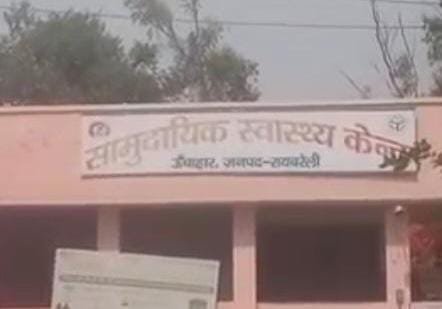 सामुदायिक स्वास्थ्य केन्द्र
ऊँचाहार, जनपद-रायबरेली